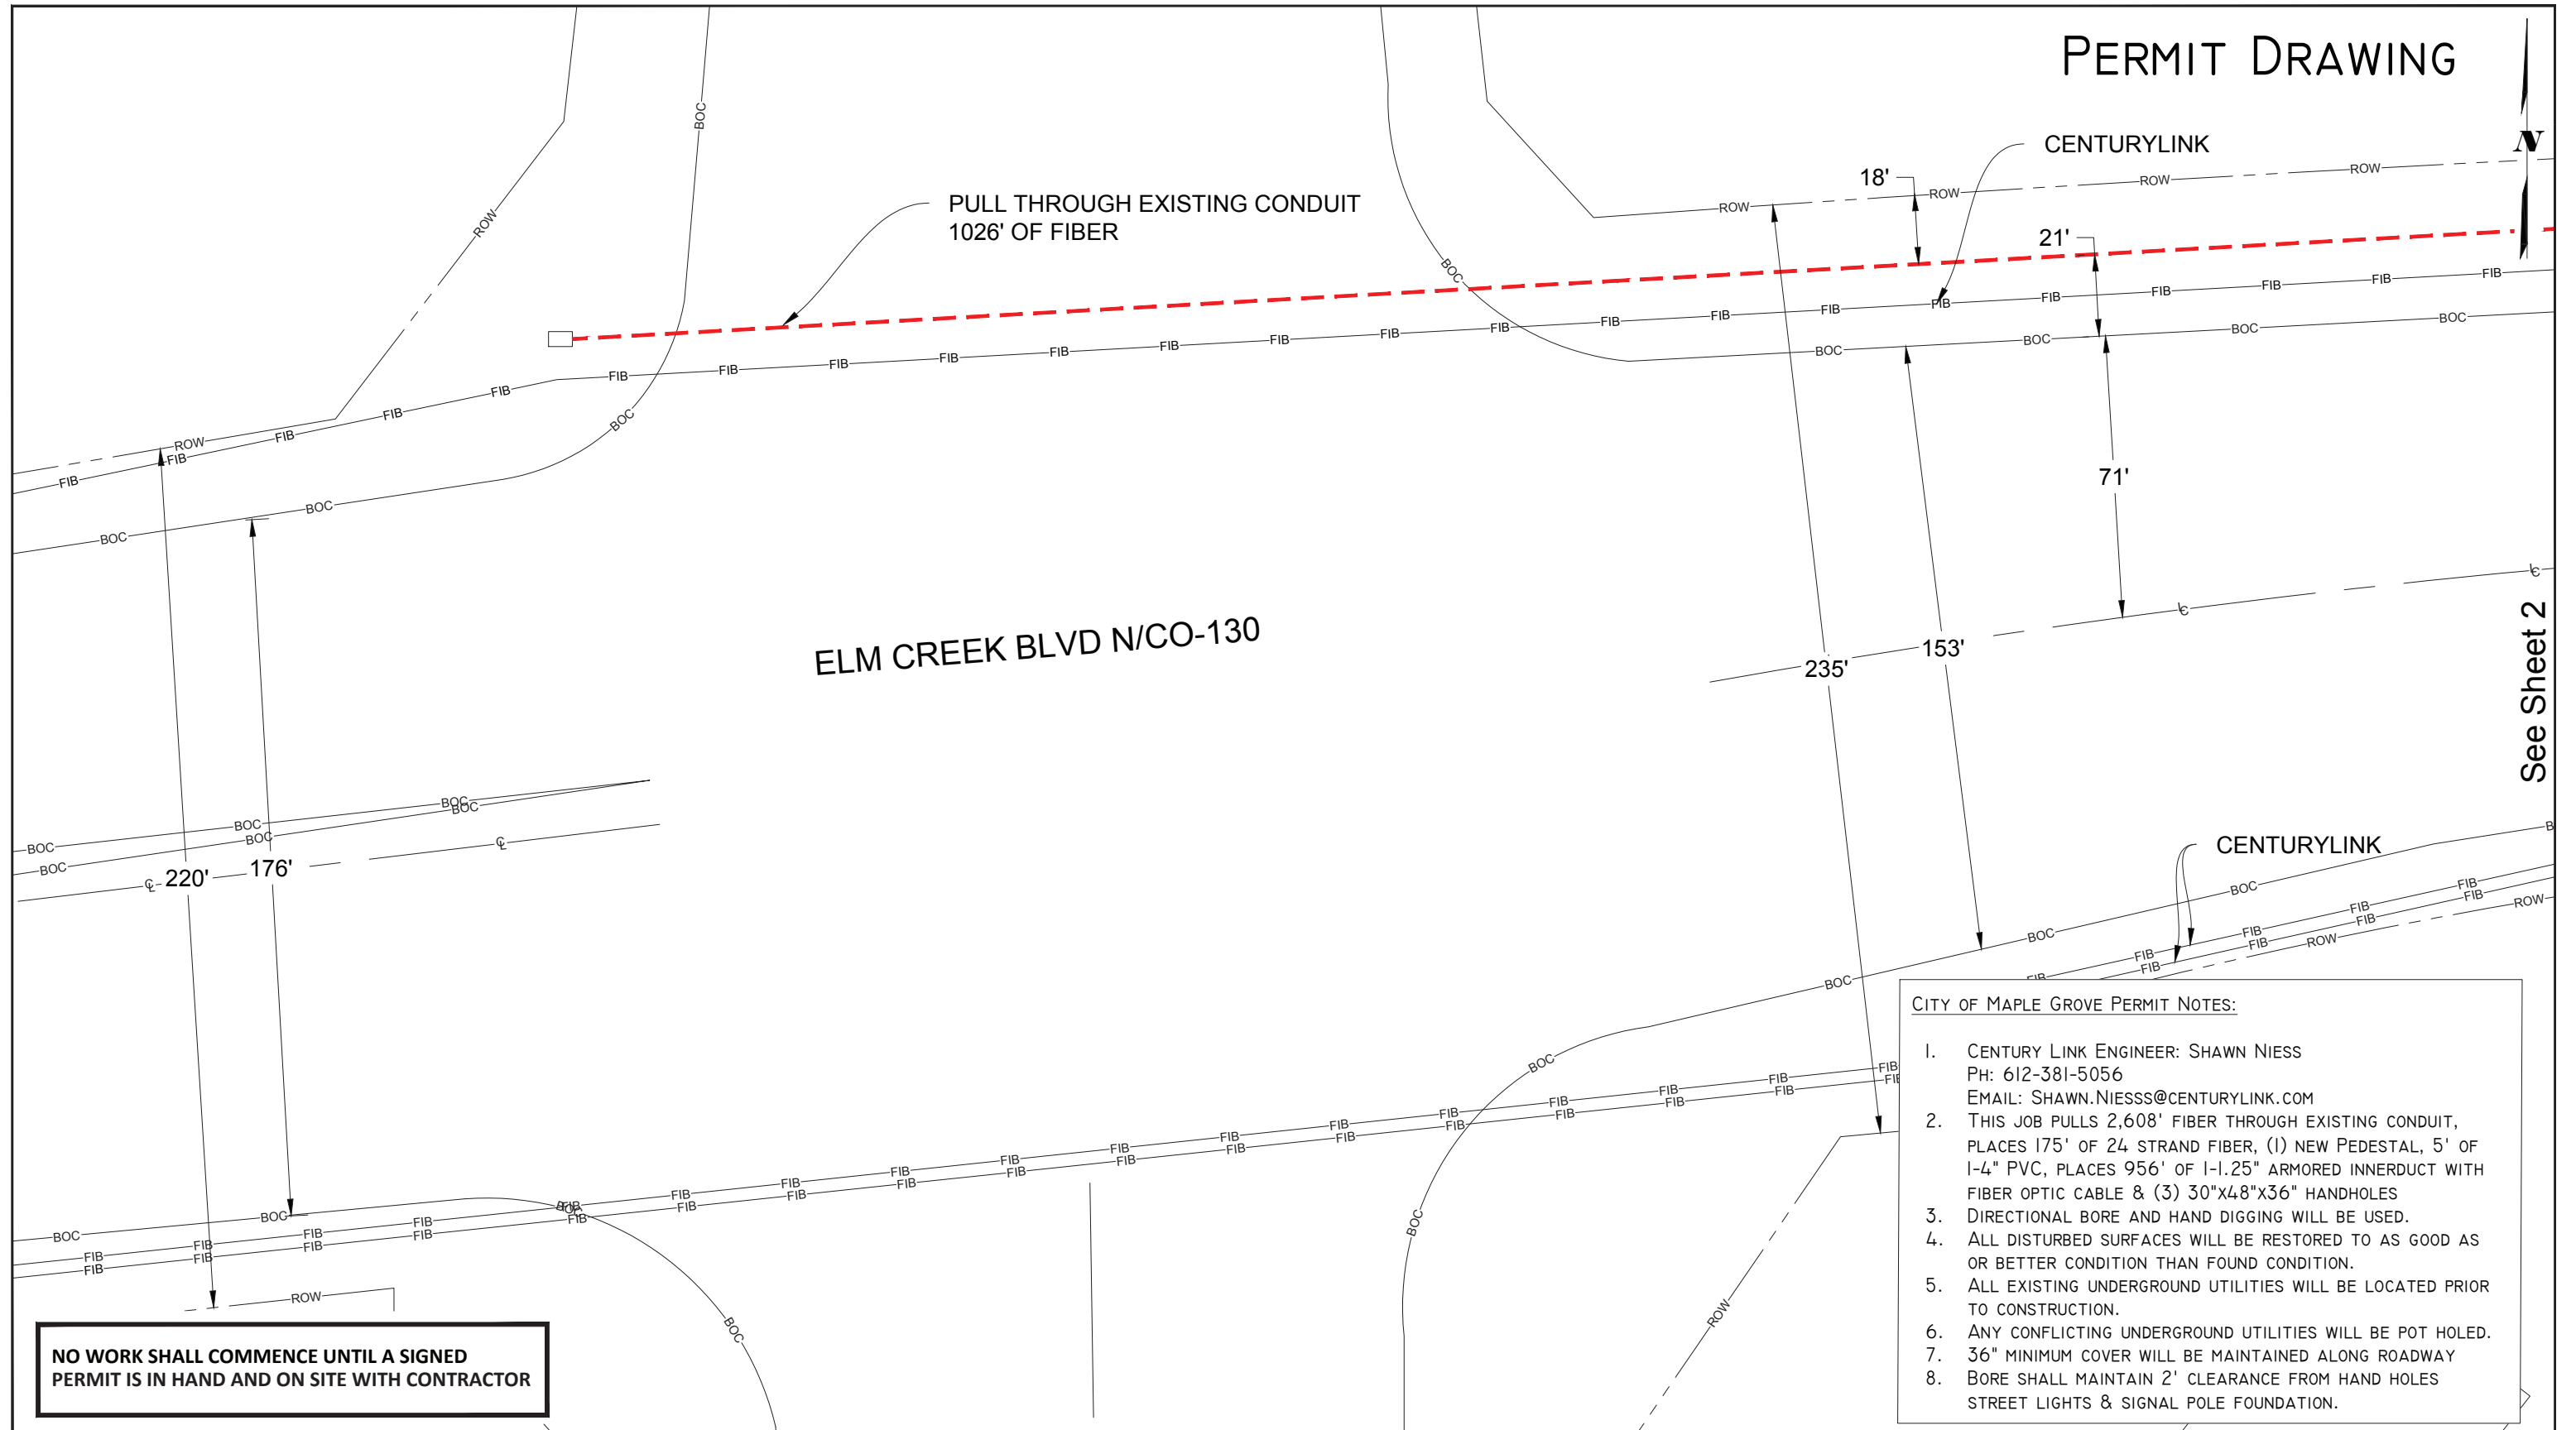 PERMIT DRAWING
N
CENTURYLINK
18'
21'
PULL THROUGH EXISTING CONDUIT
1026' OF FIBER
71'
ELM CREEK BLVD N/CO-130
153'
235'
See Sheet 2
220'
176'
CENTURYLINK
ROW
BOC
FIB
CITY OF MAPLE GROVE PERMIT NOTES:
1. CENTURY LINK ENGINEER: SHAWN NIESS
PH: 612-381-5056
EMAIL: SHAWN.NIESSS@CENTURYLINK.COM
2. THIS JOB PULLS 2,608' FIBER THROUGH EXISTING CONDUIT,
PLACES 175' OF 24 STRAND FIBER, (1) NEW PEDESTAL, 5' OF
1-4" PVC, PLACES 956' OF 1-1.25" ARMORED INNERDUCT WITH
FIBER OPTIC CABLE & (3) 30"X48"X36" HANDHOLES
3. DIRECTIONAL BORE AND HAND DIGGING WILL BE USED.
4. ALL DISTURBED SURFACES WILL BE RESTORED TO AS GOOD AS
OR BETTER CONDITION THAN FOUND CONDITION.
5. ALL EXISTING UNDERGROUND UTILITIES WILL BE LOCATED PRIOR
TO CONSTRUCTION.
6. ANY CONFLICTING UNDERGROUND UTILITIES WILL BE POT HOLED.
7. 36" MINIMUM COVER WILL BE MAINTAINED ALONG ROADWAY
8. BORE SHALL MAINTAIN 2' CLEARANCE FROM HAND HOLES
STREET LIGHTS & SIGNAL POLE FOUNDATION.
NO WORK SHALL COMMENCE UNTIL A SIGNED
PERMIT IS IN HAND AND ON SITE WITH CONTRACTOR